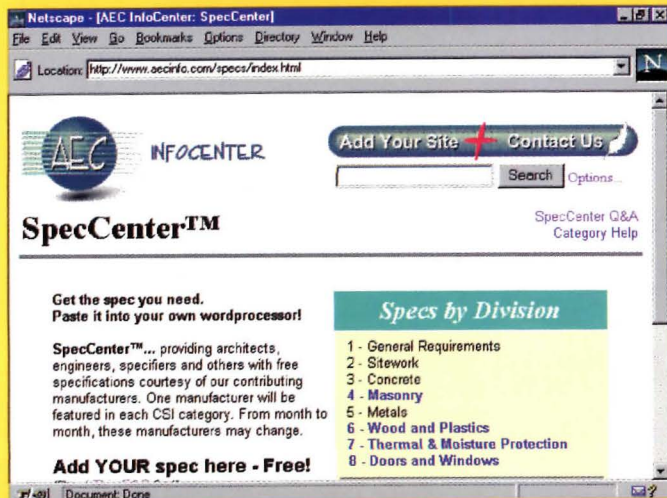 Netscape - [AEC InfoCenter: SpecCenter]
File Edit View Go Bookmarks Options Directory Window Help
Location: http://www.aecinfo.com/specs/index.html
N
AEC INFOCENTER
Add Your Site Contact Us
Search Options...
SpecCenter™
SpecCenter Q&A
Category Help
Get the spec you need.
Paste it into your own wordprocessor!
SpecCenter™... providing architects,
engineers, specifiers and others with free
specifications courtesy of our contributing
manufacturers. One manufacturer will be
featured in each CSI category. From month to
month, these manufacturers may change.
Add YOUR spec here - Free!
Specs by Division
1 - General Requirements
2 - Sitework
3 - Concrete
4 - Masonry
5 - Metals
6 - Wood and Plastics
7 - Thermal & Moisture Protection
8 - Doors and Windows
Document: Done